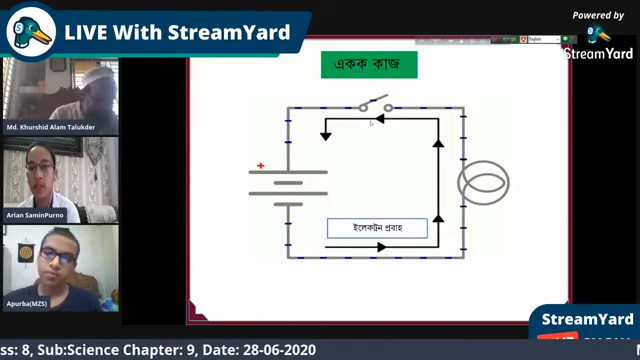 LIVE With StreamYard
Powered by
StreamYard
একক কাজ
Md. Khurshid Alam Talukder
+
Arian SaminPurno
ইলেকট্রন প্রবাহ
Apurba(MZS)
StreamYard
ss: 8, Sub:Science Chapter: 9, Date: 28-06-2020